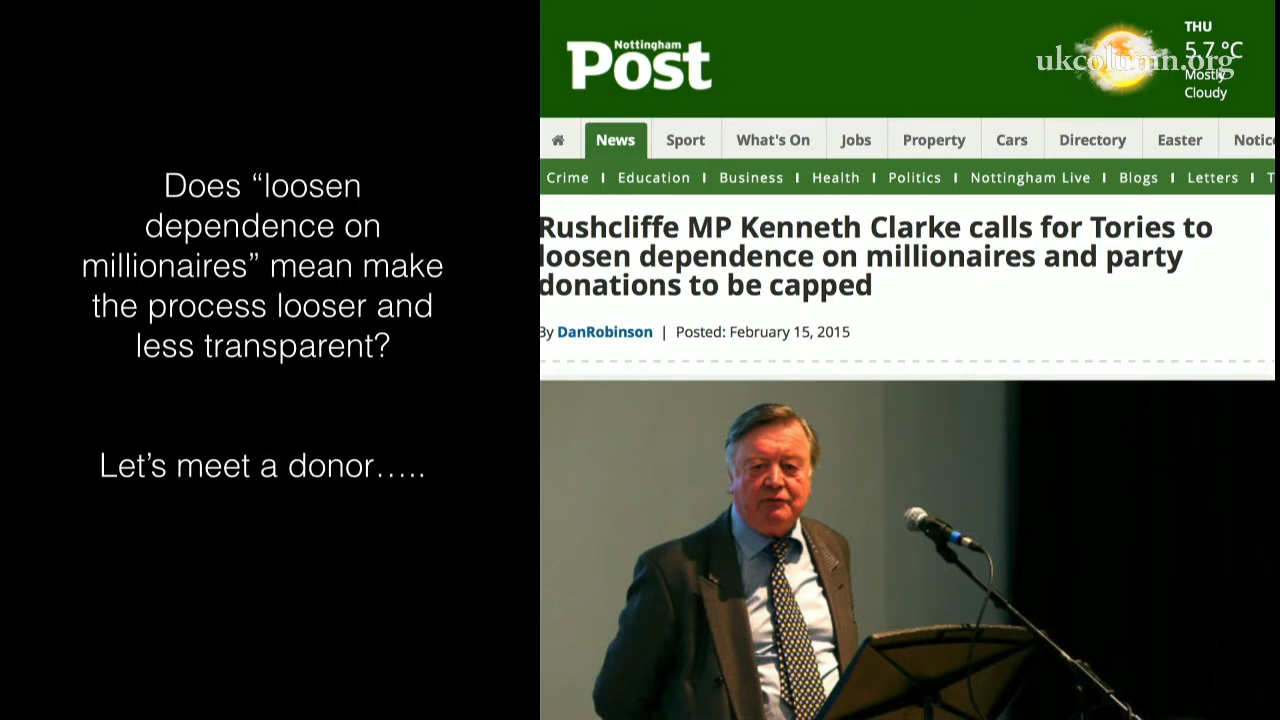 Does “loosen
dependence on
millionaires” mean make
the process looser and
less transparent?
Let’s meet a donor.....
Nottingham
Post
THU
5.7 °C
Mostly
Cloudy
ukcolumn.org
News Sport What's On Jobs Property Cars Directory Easter Notic
Crime I Education I Business I Health I Politics I Nottingham Live I Blogs I Letters I T
Rushcliffe MP Kenneth Clarke calls for Tories to
loosen dependence on millionaires and party
donations to be capped
By DanRobinson | Posted: February 15, 2015